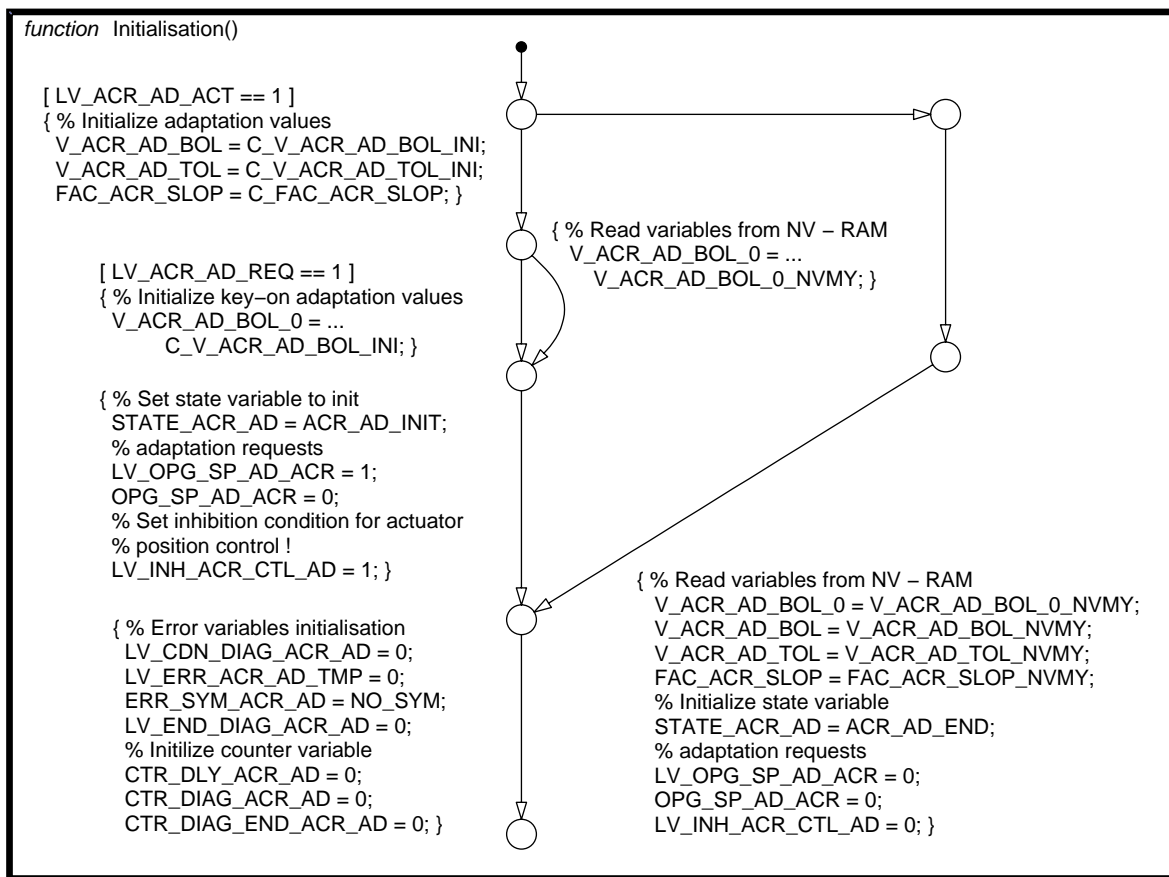 function Initialisation()
[ LV_ACR_AD_ACT == 1 ]
{ % Initialize adaptation values
V_ACR_AD_BOL = C_V_ACR_AD_BOL_INI;
V_ACR_AD_TOL = C_V_ACR_AD_TOL_INI;
FAC_ACR_SLOP = C_FAC_ACR_SLOP; }
{ % Read variables from NV − RAM
V_ACR_AD_BOL_0 = ...
V_ACR_AD_BOL_0_NVMY; }
[ LV_ACR_AD_REQ == 1 ]
{ % Initialize key−on adaptation values
V_ACR_AD_BOL_0 = ...
C_V_ACR_AD_BOL_INI; }
{ % Set state variable to init
STATE_ACR_AD = ACR_AD_INIT;
% adaptation requests
LV_OPG_SP_AD_ACR = 1;
OPG_SP_AD_ACR = 0;
% Set inhibition condition for actuator
% position control !
LV_INH_ACR_CTL_AD = 1; }
{ % Error variables initialisation
LV_CDN_DIAG_ACR_AD = 0;
LV_ERR_ACR_AD_TMP = 0;
ERR_SYM_ACR_AD = NO_SYM;
LV_END_DIAG_ACR_AD = 0;
% Initilize counter variable
CTR_DLY_ACR_AD = 0;
CTR_DIAG_ACR_AD = 0;
CTR_DIAG_END_ACR_AD = 0; }
{ % Read variables from NV − RAM
V_ACR_AD_BOL_0 = V_ACR_AD_BOL_0_NVMY;
V_ACR_AD_BOL = V_ACR_AD_BOL_NVMY;
V_ACR_AD_TOL = V_ACR_AD_TOL_NVMY;
FAC_ACR_SLOP = FAC_ACR_SLOP_NVMY;
% Initialize state variable
STATE_ACR_AD = ACR_AD_END;
% adaptation requests
LV_OPG_SP_AD_ACR = 0;
OPG_SP_AD_ACR = 0;
LV_INH_ACR_CTL_AD = 0; }